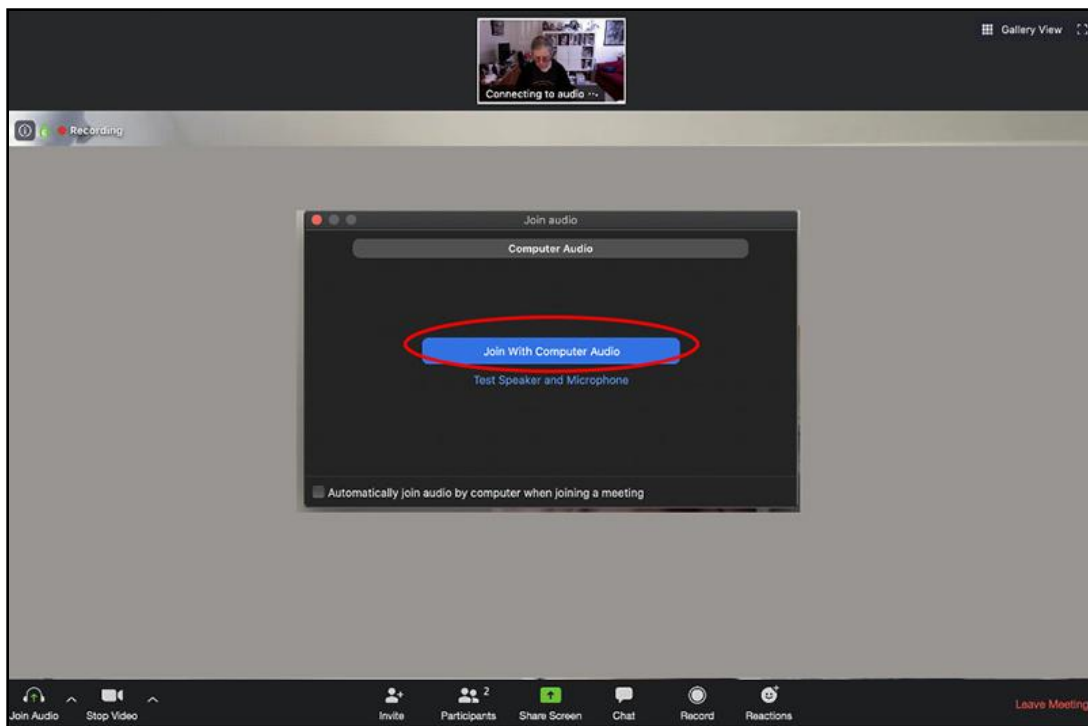 Gallery View
Connecting to audio ...
Recording
Join audio
Computer Audio
Join With Computer Audio
Test Speaker and Microphone
Automatically join audio by computer when joining a meeting
2
Join Audio
Stop Video
Invite
Participants
Share Screen
Chat
Record
Reactions
Leave Meeting